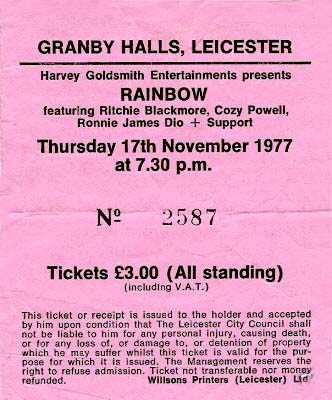 GRANBY HALLS, LEICESTER
Harvey Goldsmith Entertainments presents
RAINBOW
featuring Ritchie Blackmore, Cozy Powell,
Ronnie James Dio + Support
Thursday 17th November 1977
at 7.30 p.m.
Nº 2587
Tickets £3.00 (All standing)
(including V.A.T.)
This ticket or receipt is issued to the holder and accepted
by him upon condition that The Leicester City Council shall
not be liable to him for any personal injury, causing death,
or for any loss of, or damage to, or detention of property
which he may suffer whilst this ticket is valid for the pur-
pose for which it is issued. The Management reserves the
right to refuse admission. Ticket not transferable nor money
refunded. Willsons Printers (Leicester) Ltd